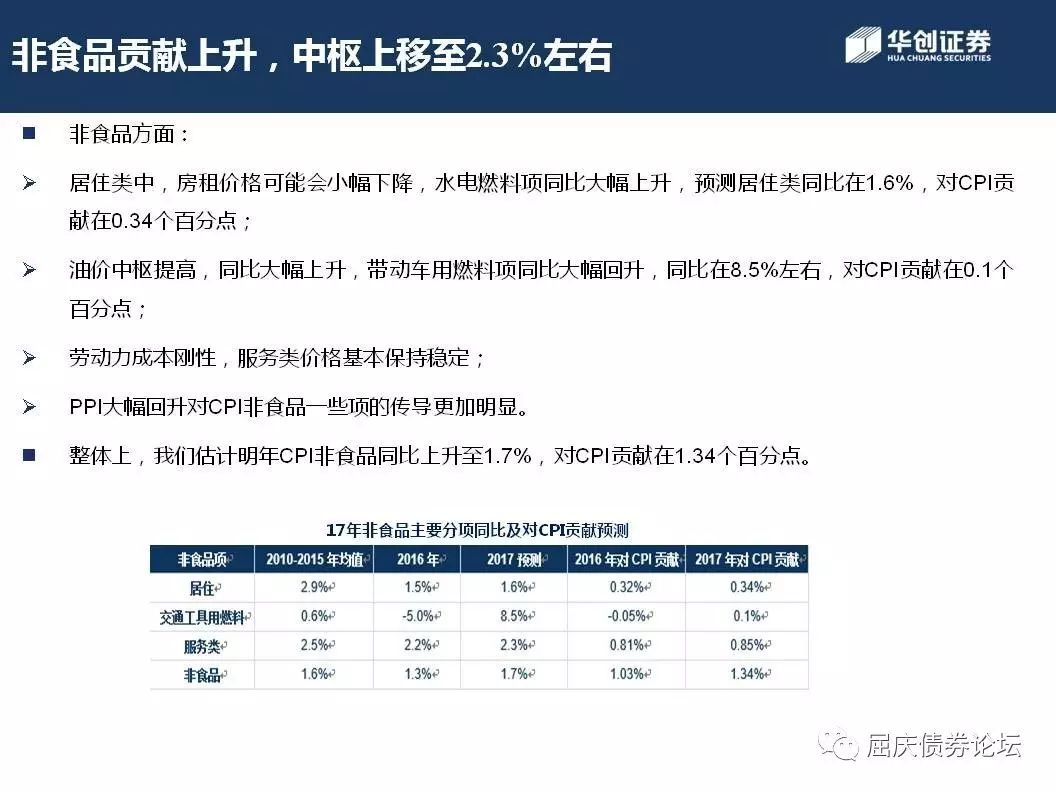 非食品贡献上升，中枢上移至2.3%左右
华创证券
HUA CHUANG SECURITIES
非食品方面：
居住类中，房租价格可能会小幅下降，水电燃料项同比大幅上升，预测居住类同比在1.6%，对CPI贡
献在0.34个百分点；
油价中枢提高，同比大幅上升，带动车用燃料项同比大幅回升，同比在8.5%左右，对CPI贡献在0.1个
百分点；
劳动力成本刚性，服务类价格基本保持稳定；
PPI大幅回升对CPI非食品一些项的传导更加明显。
整体上，我们估计明年CPI非食品同比上升至1.7%，对CPI贡献在1.34个百分点。
17年非食品主要分项同比及对CPI贡献预测
非食品项 2010-2015 年均值 2016 年 2017 预测 2016 年对 CPI 贡献 2017 年对 CPI 贡献
居住 2.9% 1.5% 1.6% 0.32% 0.34%
交通工具用燃料 0.6% -5.0% 8.5% -0.05% 0.1%
服务类 2.5% 2.2% 2.3% 0.81% 0.85%
非食品 1.6% 1.3% 1.7% 1.03% 1.34%
屈庆债券论坛